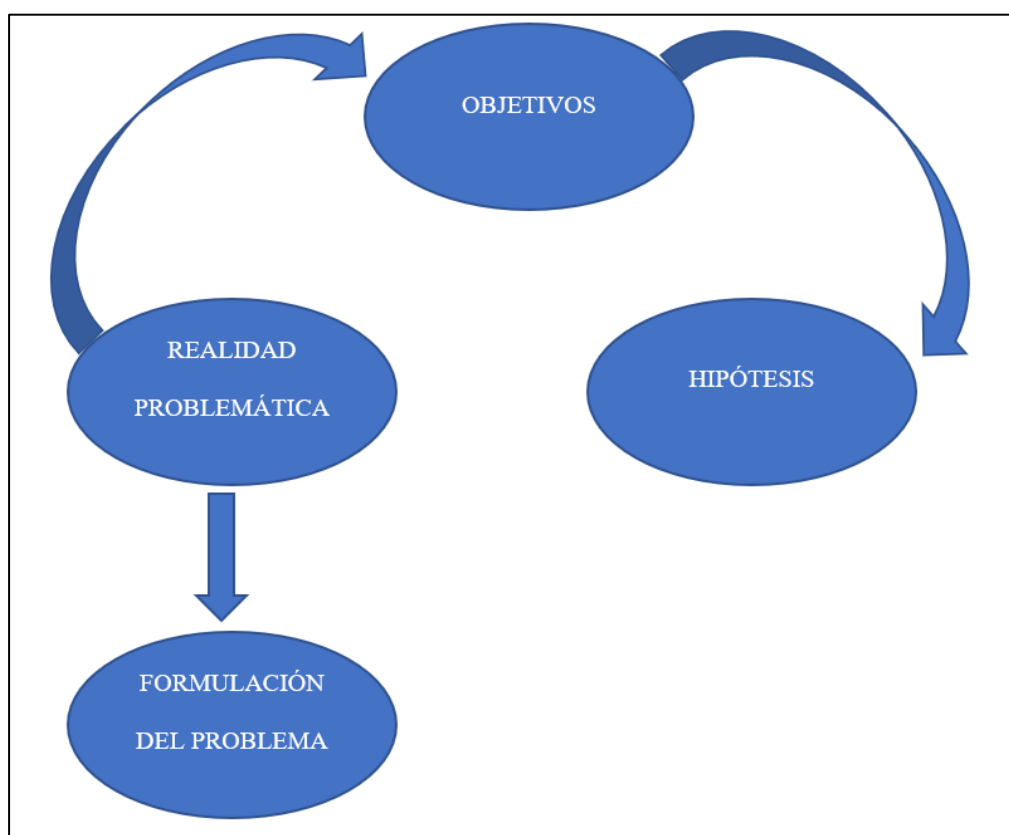 OBJETIVOS
REALIDAD
PROBLEMÁTICA
HIPÓTESIS
FORMULACIÓN
DEL PROBLEMA